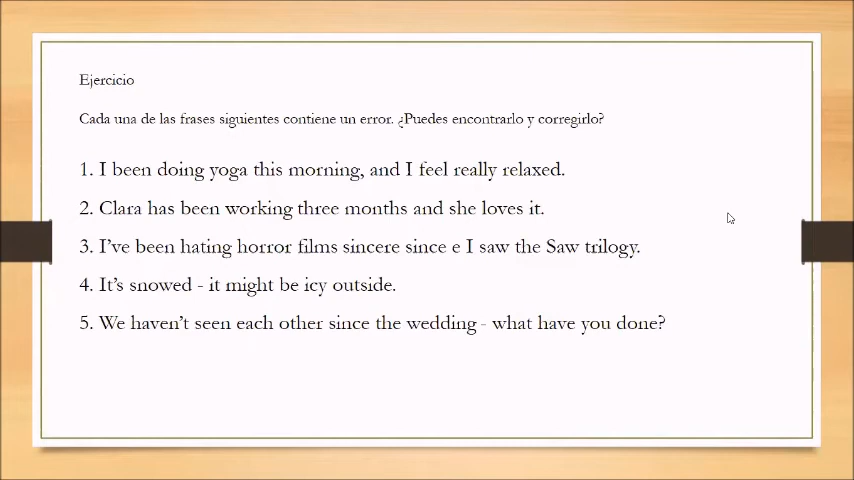 Ejercicio
Cada una de las frases siguientes contiene un error. ¿Puedes encontrarlo y corregirlo?
1. I been doing yoga this morning, and I feel really relaxed.
2. Clara has been working three months and she loves it.
3. I’ve been hating horror films sincere since e I saw the Saw trilogy.
4. It’s snowed - it might be icy outside.
5. We haven’t seen each other since the wedding - what have you done?